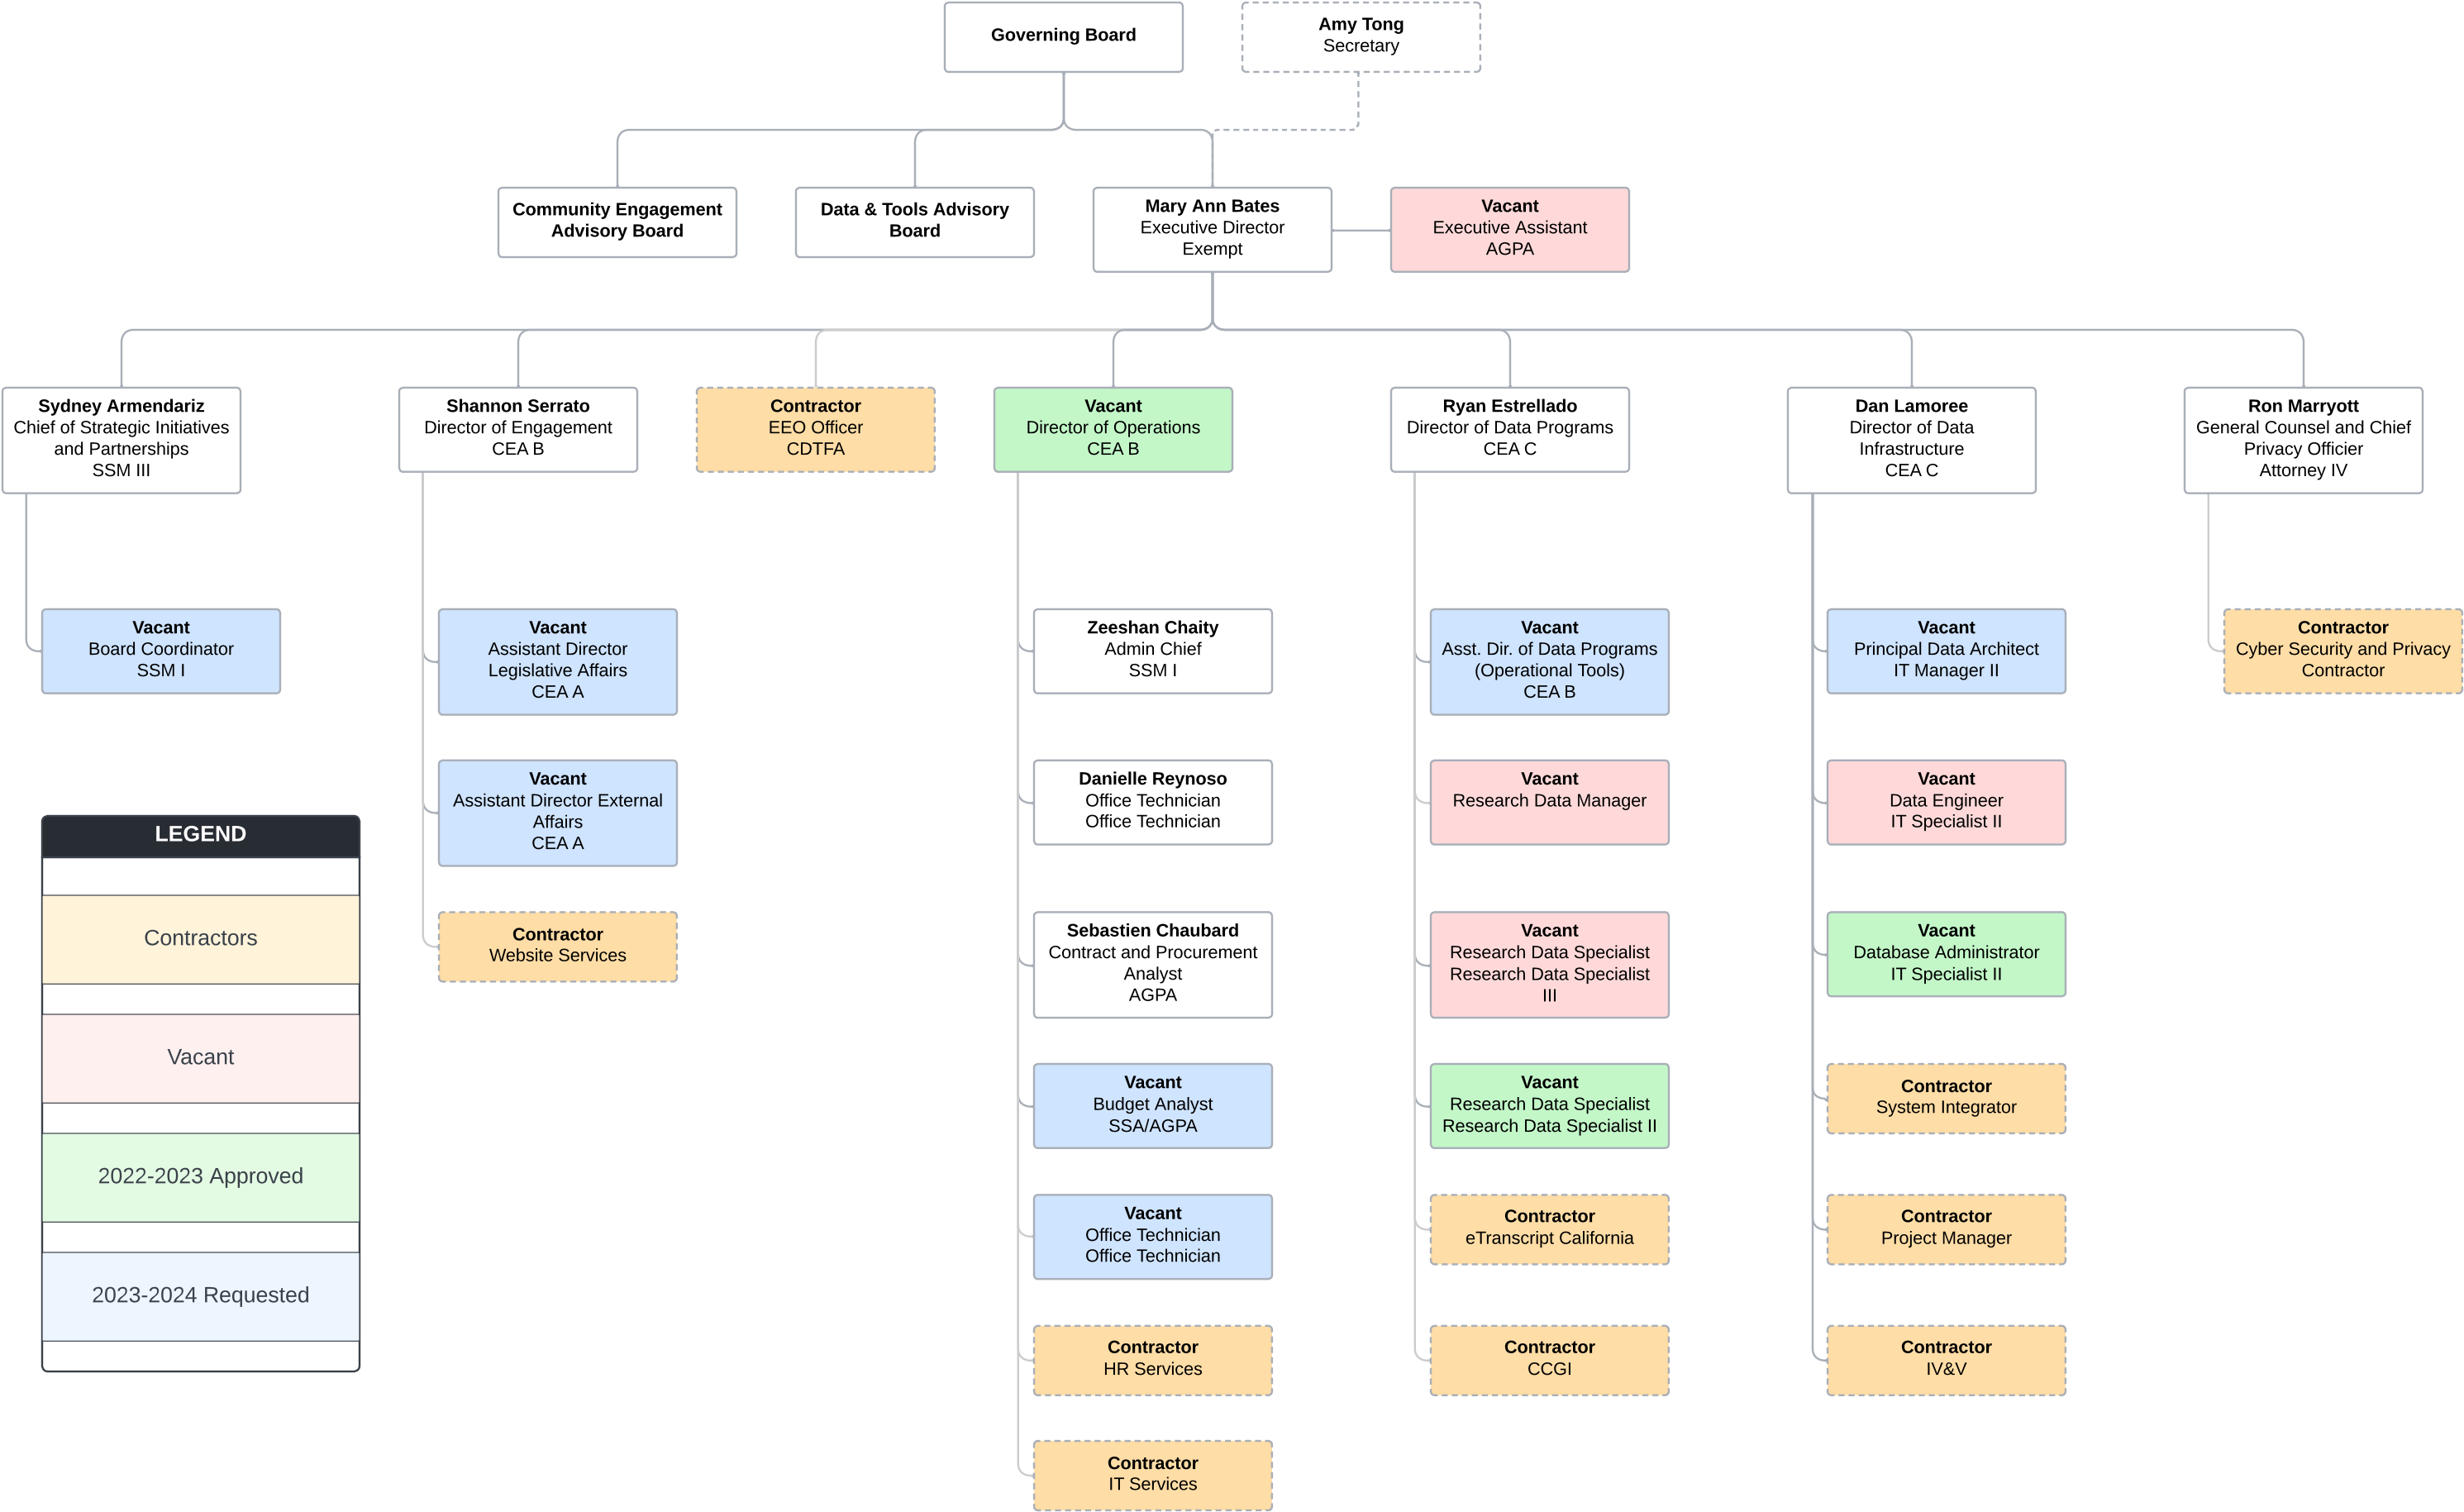 Governing Board
Amy Tong
Secretary
Community Engagement
Advisory Board
Data & Tools Advisory
Board
Mary Ann Bates
Executive Director
Exempt
Vacant
Executive Assistant
AGPA
Sydney Armendariz
Chief of Strategic Initiatives
and Partnerships
SSM III
Shannon Serrato
Director of Engagement
CEA B
Contractor
EEO Officer
CDTFA
Vacant
Director of Operations
CEA B
Ryan Estrellado
Director of Data Programs
CEA C
Dan Lamoree
Director of Data
Infrastructure
CEA C
Ron Marryott
General Counsel and Chief
Privacy Officier
Attorney IV
Vacant
Board Coordinator
SSM I
Vacant
Assistant Director
Legislative Affairs
CEA A
Vacant
Assistant Director External
Affairs
CEA A
Contractor
Website Services
Zeeshan Chaity
Admin Chief
SSM I
Danielle Reynoso
Office Technician
Office Technician
Sebastien Chaubard
Contract and Procurement
Analyst
AGPA
Vacant
Budget Analyst
SSA/AGPA
Vacant
Office Technician
Office Technician
Contractor
HR Services
Contractor
IT Services
Vacant
Asst. Dir. of Data Programs
(Operational Tools)
CEA B
Vacant
Research Data Manager
Vacant
Research Data Specialist
Research Data Specialist
III
Vacant
Research Data Specialist
Research Data Specialist II
Contractor
eTranscript California
Contractor
CCGI
Vacant
Principal Data Architect
IT Manager II
Vacant
Data Engineer
IT Specialist II
Vacant
Database Administrator
IT Specialist II
Contractor
System Integrator
Contractor
Project Manager
Contractor
IV&V
Contractor
Cyber Security and Privacy
Contractor
LEGEND
Contractors
Vacant
2022-2023 Approved
2023-2024 Requested